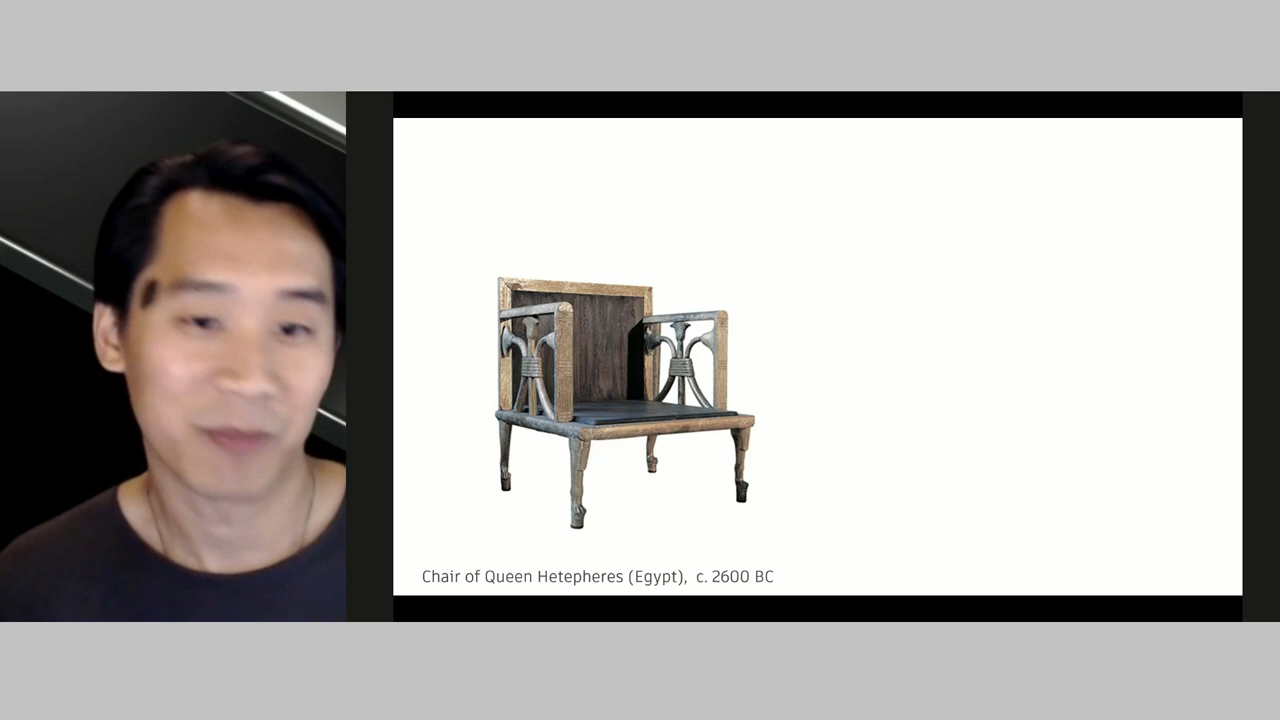 Chair of Queen Hetepheres (Egypt), c. 2600 BC